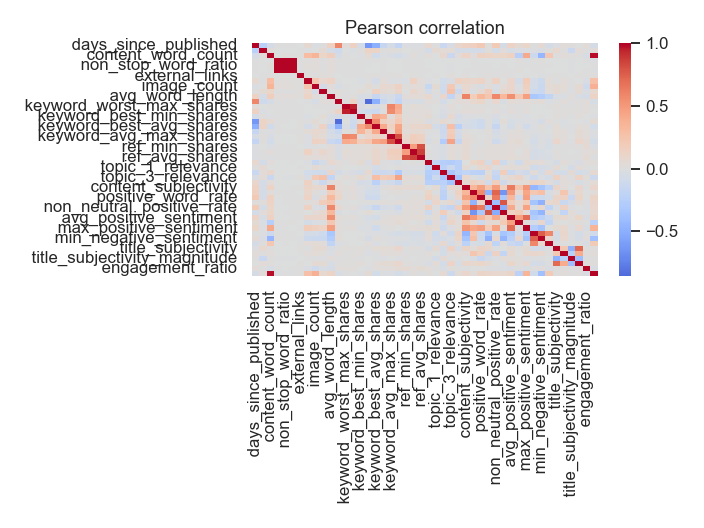 Pearson correlation
days_since_published
content_word_count
non_stop_word_ratio
external_links
image_count
avg_word_length
keyword_worst_max_shares
keyword_best_min_shares
keyword_best_avg_shares
keyword_avg_max_shares
ref_min_shares
ref_avg_shares
topic_1_relevance
topic_3_relevance
content_subjectivity
positive_word_rate
non_neutral_positive_rate
avg_positive_sentiment
max_positive_sentiment
min_negative_sentiment
title_subjectivity
title_subjectivity_magnitude
engagement_ratio
1.0
0.5
0.0
−0.5
days_since_published
content_word_count
non_stop_word_ratio
external_links
image_count
avg_word_length
keyword_worst_max_shares
keyword_best_min_shares
keyword_best_avg_shares
keyword_avg_max_shares
ref_min_shares
ref_avg_shares
topic_1_relevance
topic_3_relevance
content_subjectivity
positive_word_rate
non_neutral_positive_rate
avg_positive_sentiment
max_positive_sentiment
min_negative_sentiment
title_subjectivity
title_subjectivity_magnitude
engagement_ratio